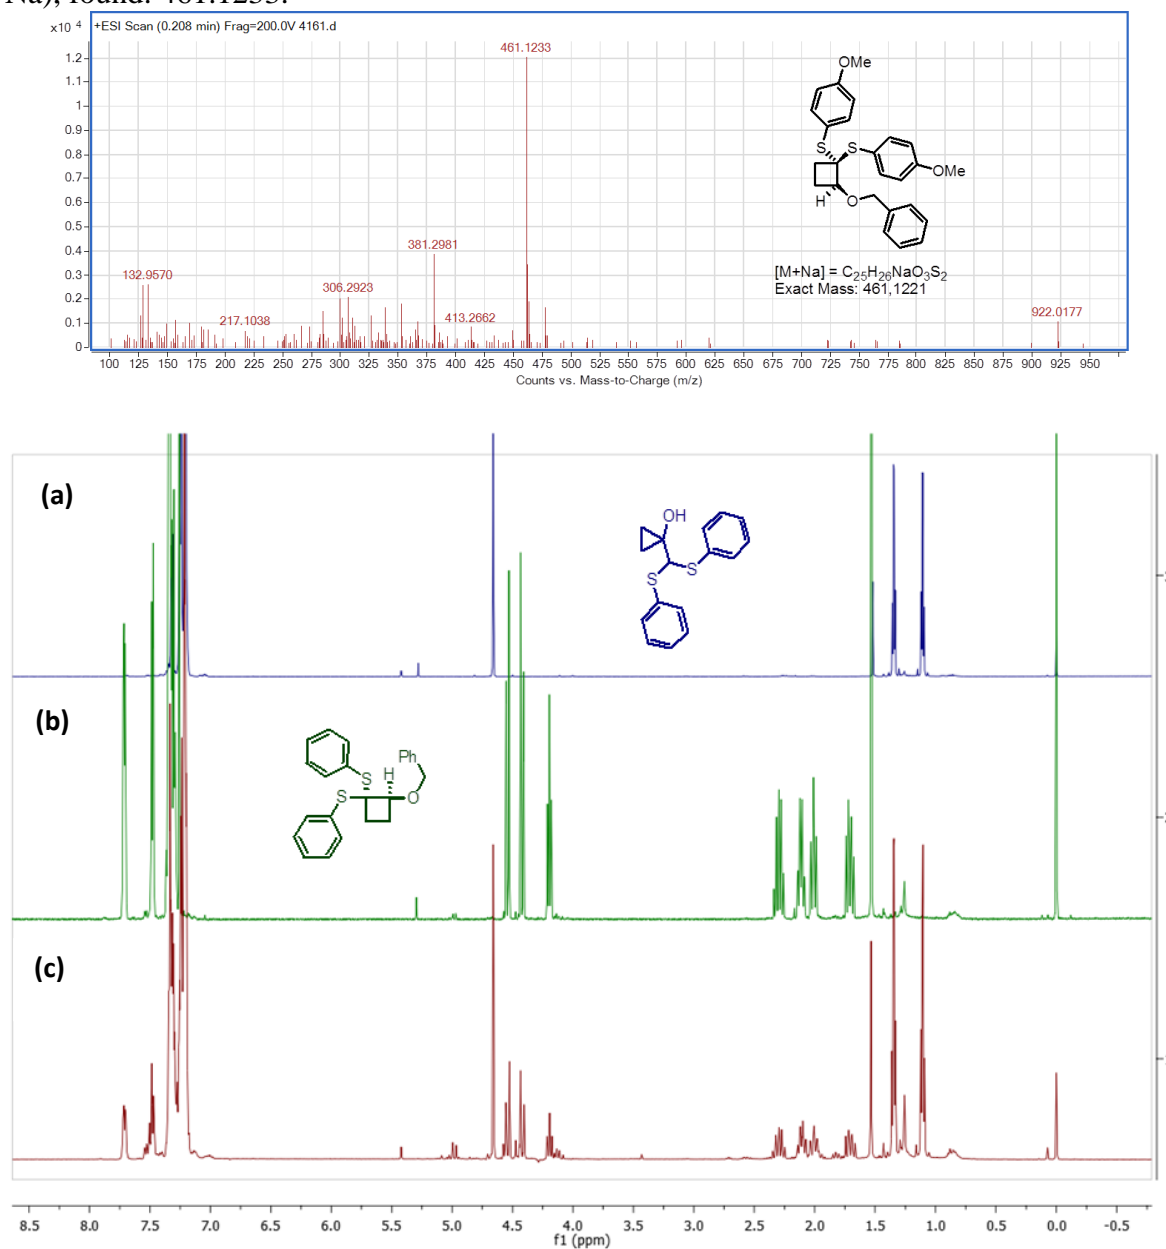 Na), found: 461.1233.
x10 4
+ESI Scan (0.208 min) Frag=200.0V 4161.d
461.1233
1.2
1.1
1
0.9
0.8
0.7
0.6
0.5
0.4
0.3
0.2
0.1
0
381.2981
132.9570
306.2923
217.1038
413.2662
922.0177
OMe
S
S
OMe
H
O
[M+Na] = C25H26NaO3S2
Exact Mass: 461,1221
100 125 150 175 200 225 250 275 300 325 350 375 400 425 450 475 500 525 550 575 600 625 650 675 700 725 750 775 800 825 850 875 900 925 950
Counts vs. Mass-to-Charge (m/z)
(a)
OH
S
S
(b)
Ph
H
S
S
O
(c)
8.5 8.0 7.5 7.0 6.5 6.0 5.5 5.0 4.5 4.0 3.5 3.0 2.5 2.0 1.5 1.0 0.5 0.0 -0.5
f1 (ppm)